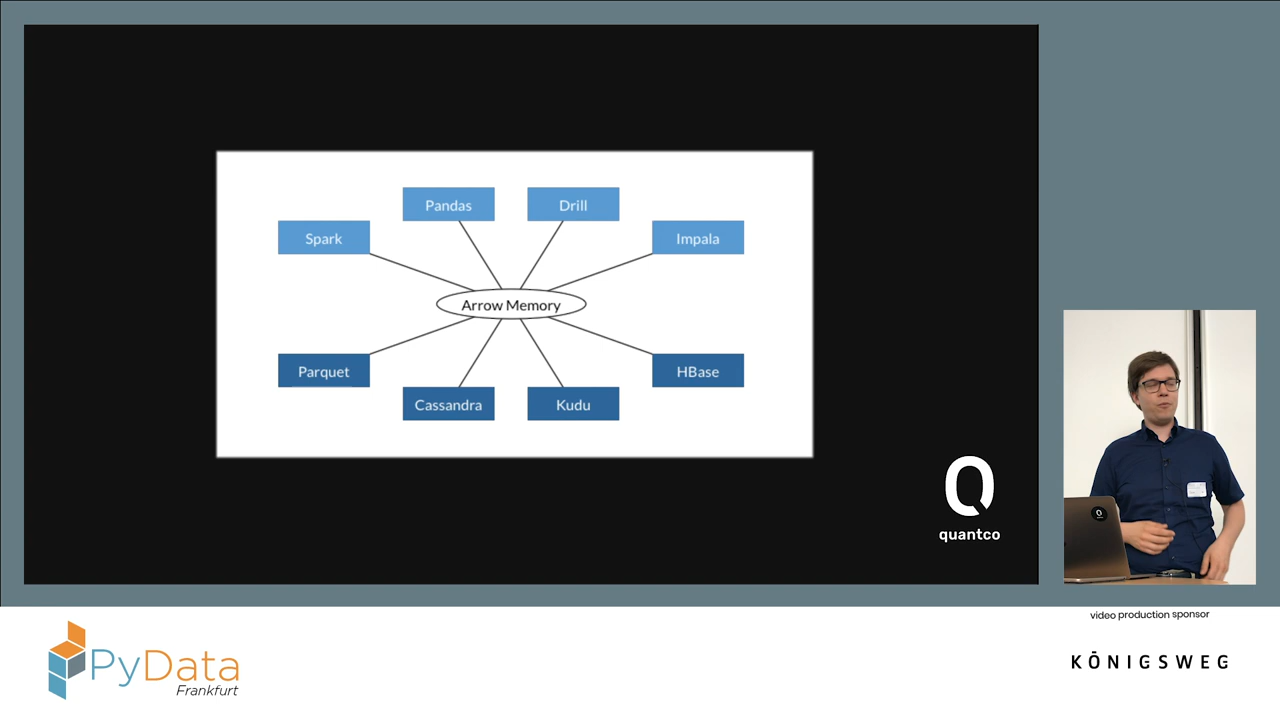 Pandas
Drill
Spark
Impala
Arrow Memory
Parquet
HBase
Cassandra
Kudu
Q
quantco
video production sponsor
KÖNIGSWEG
PyData
Frankfurt